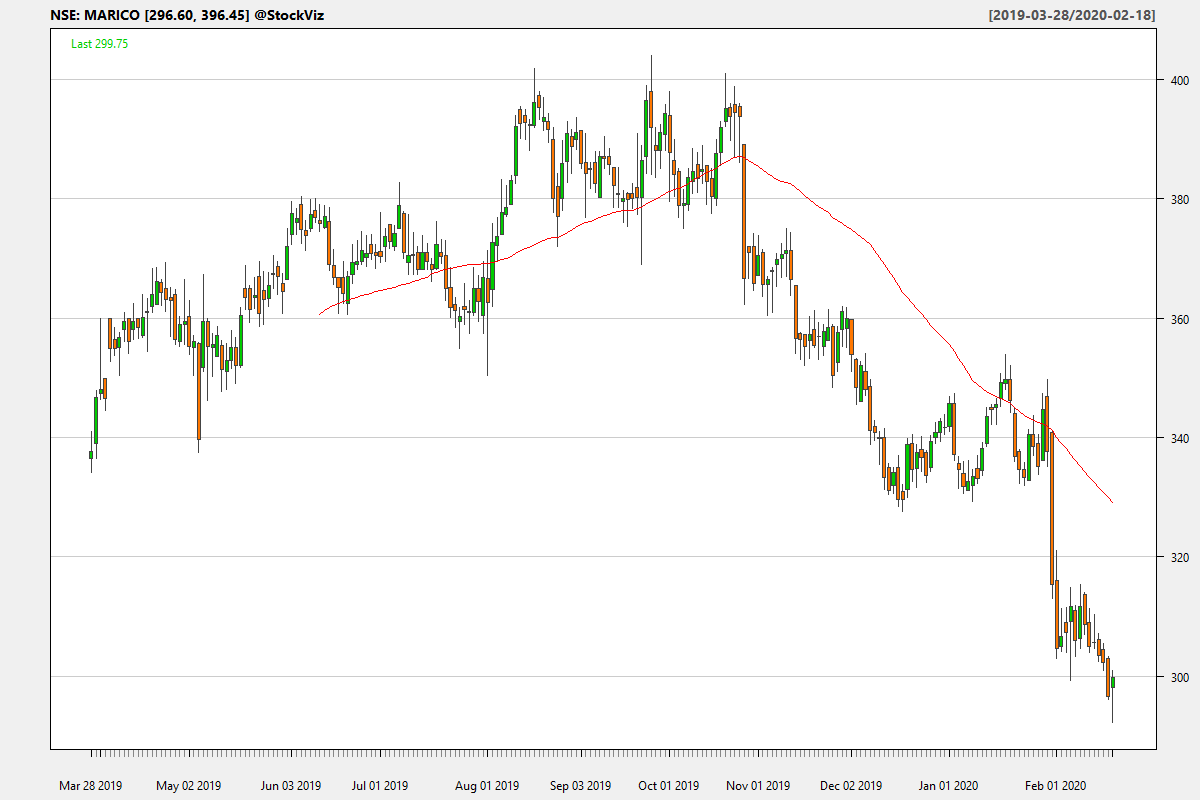 NSE: MARICO [296.60, 396.45] @StockViz
[2019-03-28/2020-02-18]
Last 299.75
400
380
360
340
320
300
Mar 28 2019
May 02 2019
Jun 03 2019
Jul 01 2019
Aug 01 2019
Sep 03 2019
Oct 01 2019
Nov 01 2019
Dec 02 2019
Jan 01 2020
Feb 01 2020